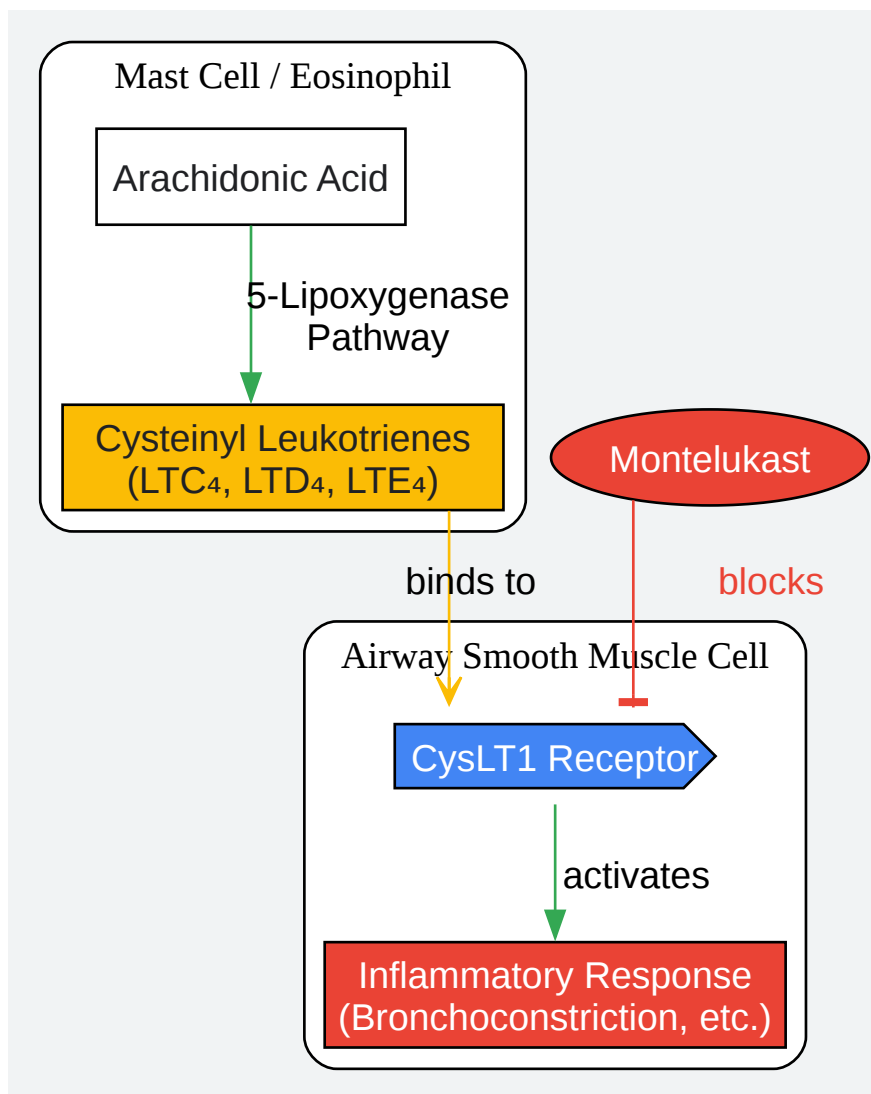 Mast Cell / Eosinophil
Arachidonic Acid
5-Lipoxygenase
Pathway
Cysteinyl Leukotrienes
(LTC₄, LTD₄, LTE₄)
Montelukast
binds to
blocks
Airway Smooth Muscle Cell
CysLT1 Receptor
activates
Inflammatory Response
(Bronchoconstriction, etc.)